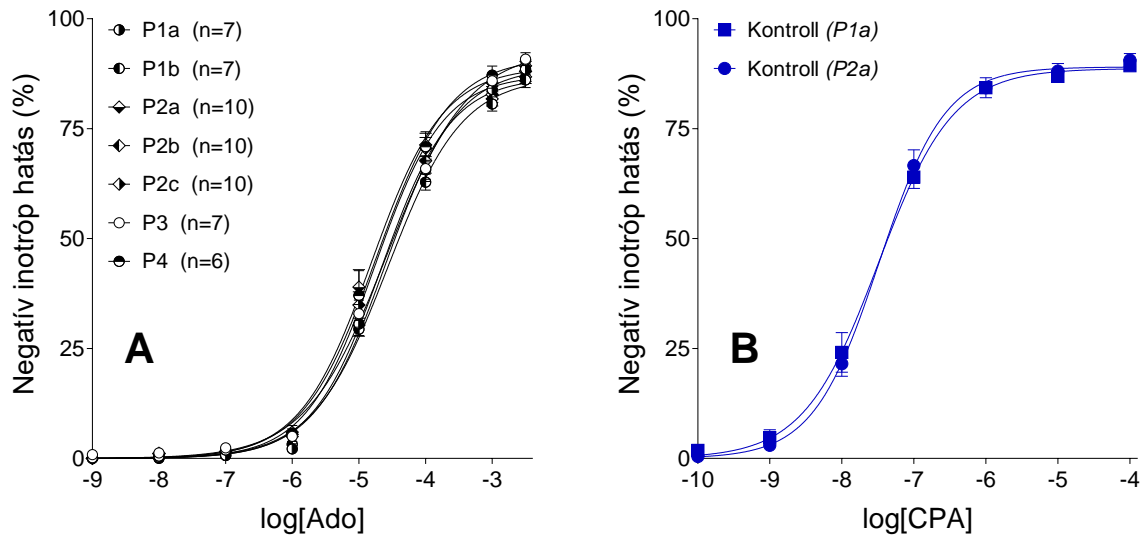 100
75
50
25
0
Negatív inotróp hatás (%)
P1a (n=7)
P1b (n=7)
P2a (n=10)
P2b (n=10)
P2c (n=10)
P3 (n=7)
P4 (n=6)
A
-9 -8 -7 -6 -5 -4 -3
log[Ado]
100
75
50
25
0
Negatív inotróp hatás (%)
Kontroll (P1a)
Kontroll (P2a)
B
-10 -9 -8 -7 -6 -5 -4
log[CPA]